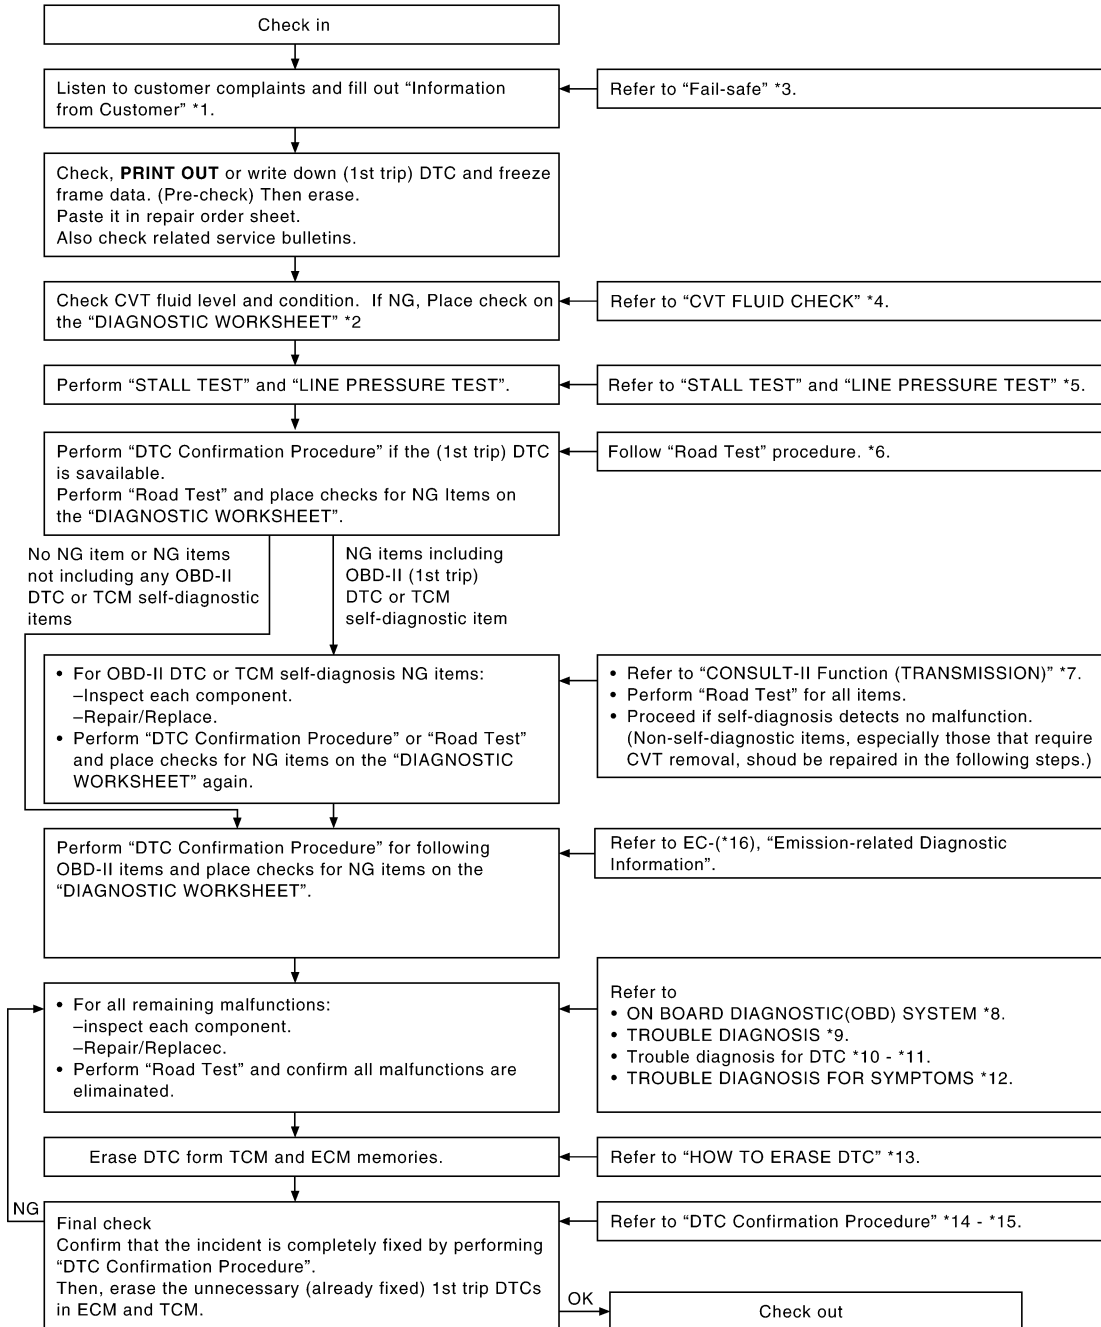 Check in
Listen to customer complaints and fill out “Information
from Customer” *1.
Refer to “Fail-safe” *3.
Check, PRINT OUT or write down (1st trip) DTC and freeze
frame data. (Pre-check) Then erase.
Paste it in repair order sheet.
Also check related service bulletins.
Check CVT fluid level and condition.  If NG, Place check on
the “DIAGNOSTIC WORKSHEET” *2
Refer to “CVT FLUID CHECK” *4.
Perform “STALL TEST” and “LINE PRESSURE TEST”.
Refer to “STALL TEST” and “LINE PRESSURE TEST” *5.
Perform “DTC Confirmation Procedure” if the (1st trip) DTC
is savailable.
Perform “Road Test” and place checks for NG Items on
the “DIAGNOSTIC WORKSHEET”.
Follow “Road Test” procedure. *6.
No NG item or NG items
not including any OBD-II
DTC or TCM self-diagnostic
items
NG items including
OBD-II (1st trip)
DTC or TCM
self-diagnostic item
• For OBD-II DTC or TCM self-diagnosis NG items:
–Inspect each component.
–Repair/Replace.
• Perform “DTC Confirmation Procedure” or “Road Test”
and place checks for NG items on the “DIAGNOSTIC
WORKSHEET” again.
• Refer to “CONSULT-II Function (TRANSMISSION)” *7.
• Perform “Road Test” for all items.
• Proceed if self-diagnosis detects no malfunction.
(Non-self-diagnostic items, especially those that require
CVT removal, shoud be repaired in the following steps.)
Perform “DTC Confirmation Procedure” for following
OBD-II items and place checks for NG items on the
“DIAGNOSTIC WORKSHEET”.
Refer to EC-(*16), “Emission-related Diagnostic
Information”.
• For all remaining malfunctions:
–inspect each component.
–Repair/Replacec.
• Perform “Road Test” and confirm all malfunctions are
elimainated.
Refer to
• ON BOARD DIAGNOSTIC(OBD) SYSTEM *8.
• TROUBLE DIAGNOSIS *9.
• Trouble diagnosis for DTC *10 - *11.
• TROUBLE DIAGNOSIS FOR SYMPTOMS *12.
Erase DTC form TCM and ECM memories.
Refer to “HOW TO ERASE DTC” *13.
NG
Final check
Confirm that the incident is completely fixed by performing
“DTC Confirmation Procedure”.
Then, erase the unnecessary (already fixed) 1st trip DTCs
in ECM and TCM.
Refer to “DTC Confirmation Procedure” *14 - *15.
OK
Check out